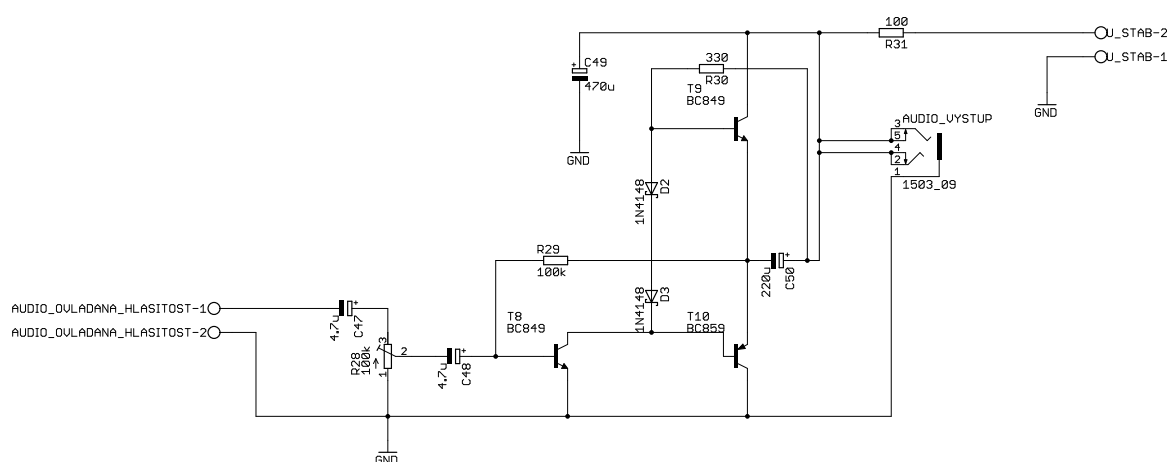 100
R31
U_STAB-2
U_STAB-1
GND
C49
+
470u
GND
330
R30
T9
BC849
AUDIO_VYSTUP
3
5
4
2
1
1503_09
1N4148
D2
R29
100k
220u
+
C50
1N4148
D3
AUDIO_OVLADANA_HLASITOST-1
AUDIO_OVLADANA_HLASITOST-2
4.7u
+
C47
R28
100k
3
2
1
4.7u
+
C48
T8
BC849
T10
BC859
GND